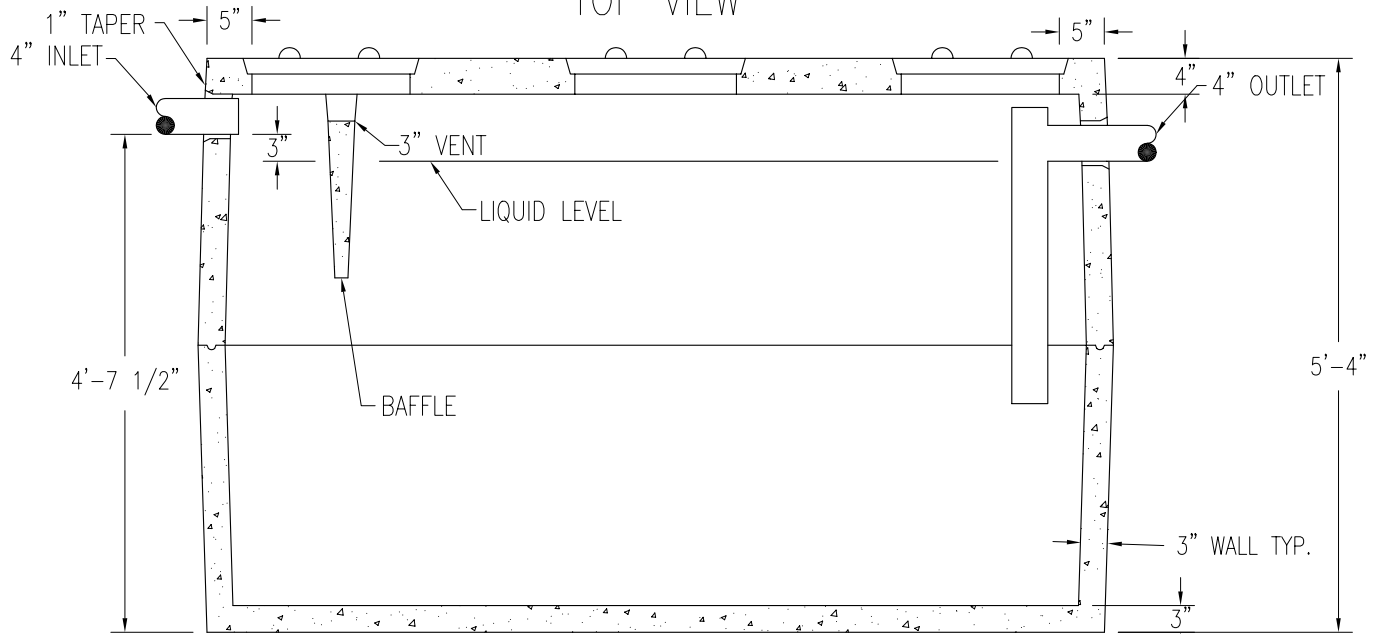 TOP VIEW
1" TAPER
5"
5"
4" INLET
4"
4" OUTLET
3"
3" VENT
LIQUID LEVEL
4'-7 1/2"
5'-4"
BAFFLE
3" WALL TYP.
3"